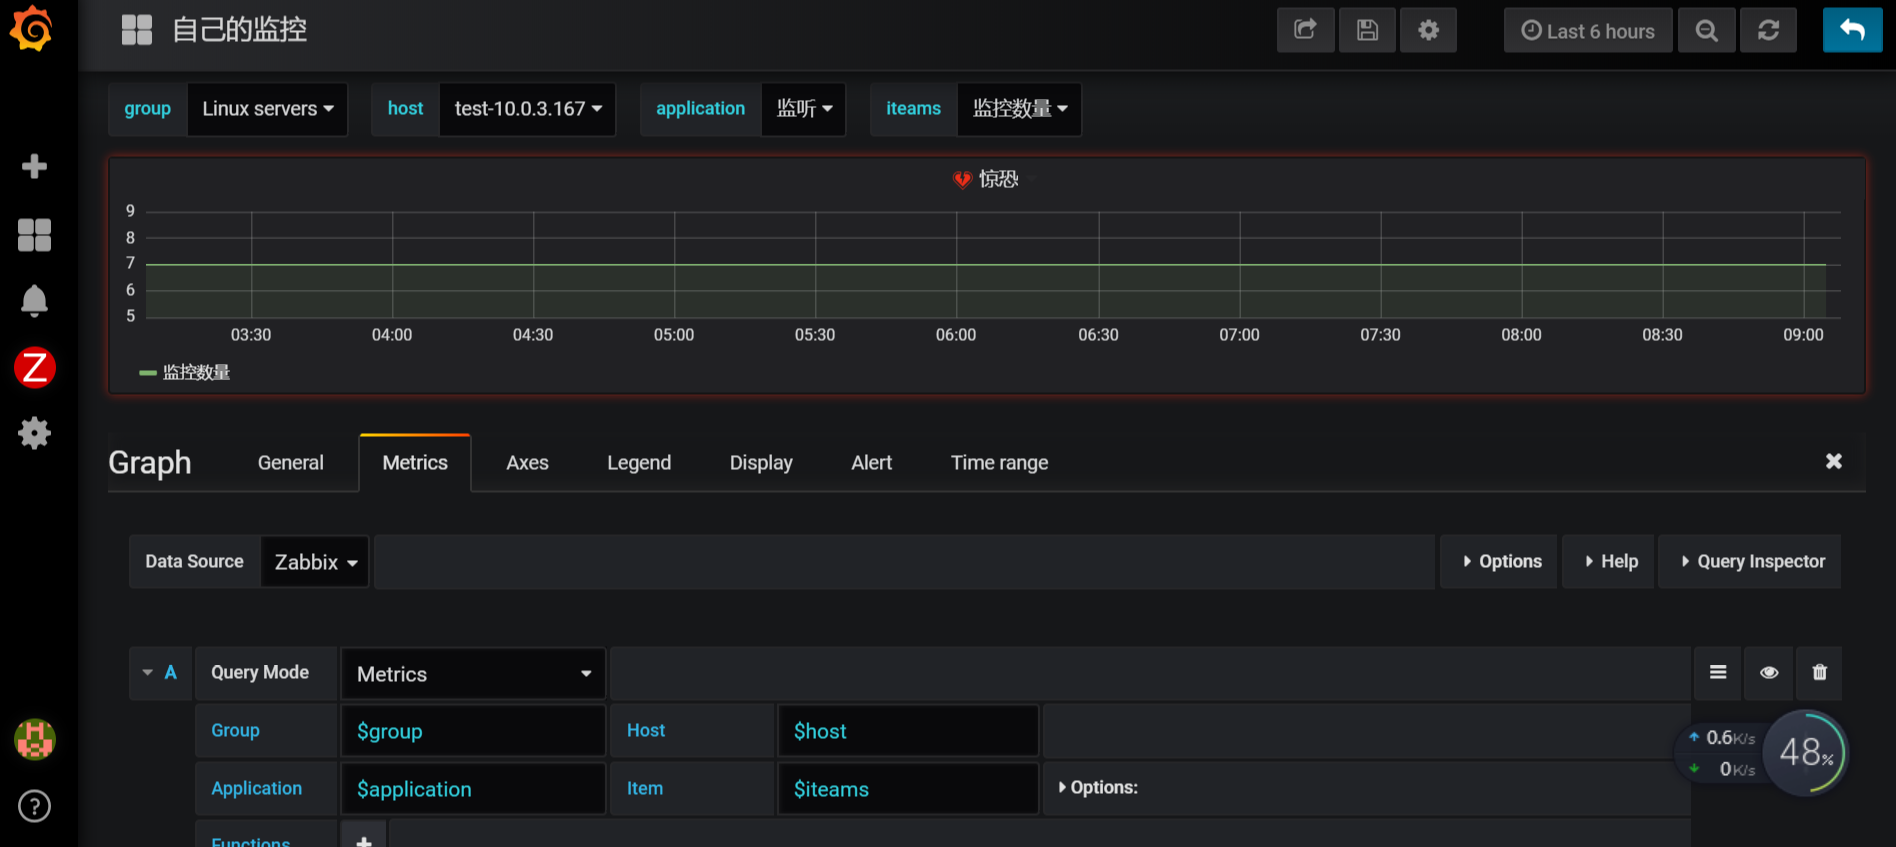 自己的监控
Last 6 hours
group Linux servers host test-10.0.3.167 application 监听 iteams 监控数量
惊恐
9
8
7
6
5
03:30 04:00 04:30 05:00 05:30 06:00 06:30 07:00 07:30 08:00 08:30 09:00
监控数量
Z
Graph General Metrics Axes Legend Display Alert Time range
Data Source Zabbix Options Help Query Inspector
A Query Mode Metrics
Group $group Host $host
0.6K/s
48%
0K/s
Application $application Item $iteams Options:
Functions